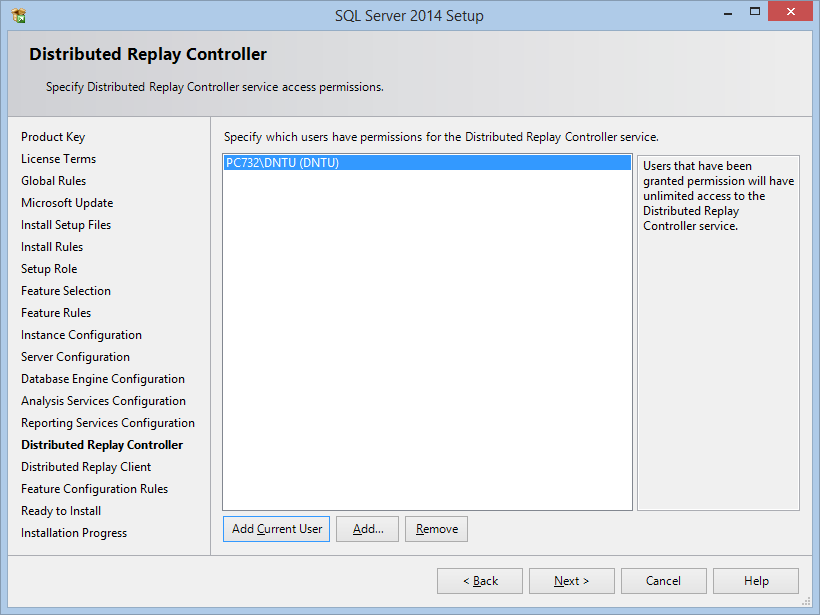 SQL Server 2014 Setup
Distributed Replay Controller
Specify Distributed Replay Controller service access permissions.
Product Key
License Terms
Global Rules
Microsoft Update
Install Setup Files
Install Rules
Setup Role
Feature Selection
Feature Rules
Instance Configuration
Server Configuration
Database Engine Configuration
Analysis Services Configuration
Reporting Services Configuration
Distributed Replay Controller
Distributed Replay Client
Feature Configuration Rules
Ready to Install
Installation Progress
Specify which users have permissions for the Distributed Replay Controller service.
PC732\DNTU (DNTU)
Users that have been
granted permission will have
unlimited access to the
Distributed Replay
Controller service.
Add Current User
Add...
Remove
< Back
Next >
Cancel
Help